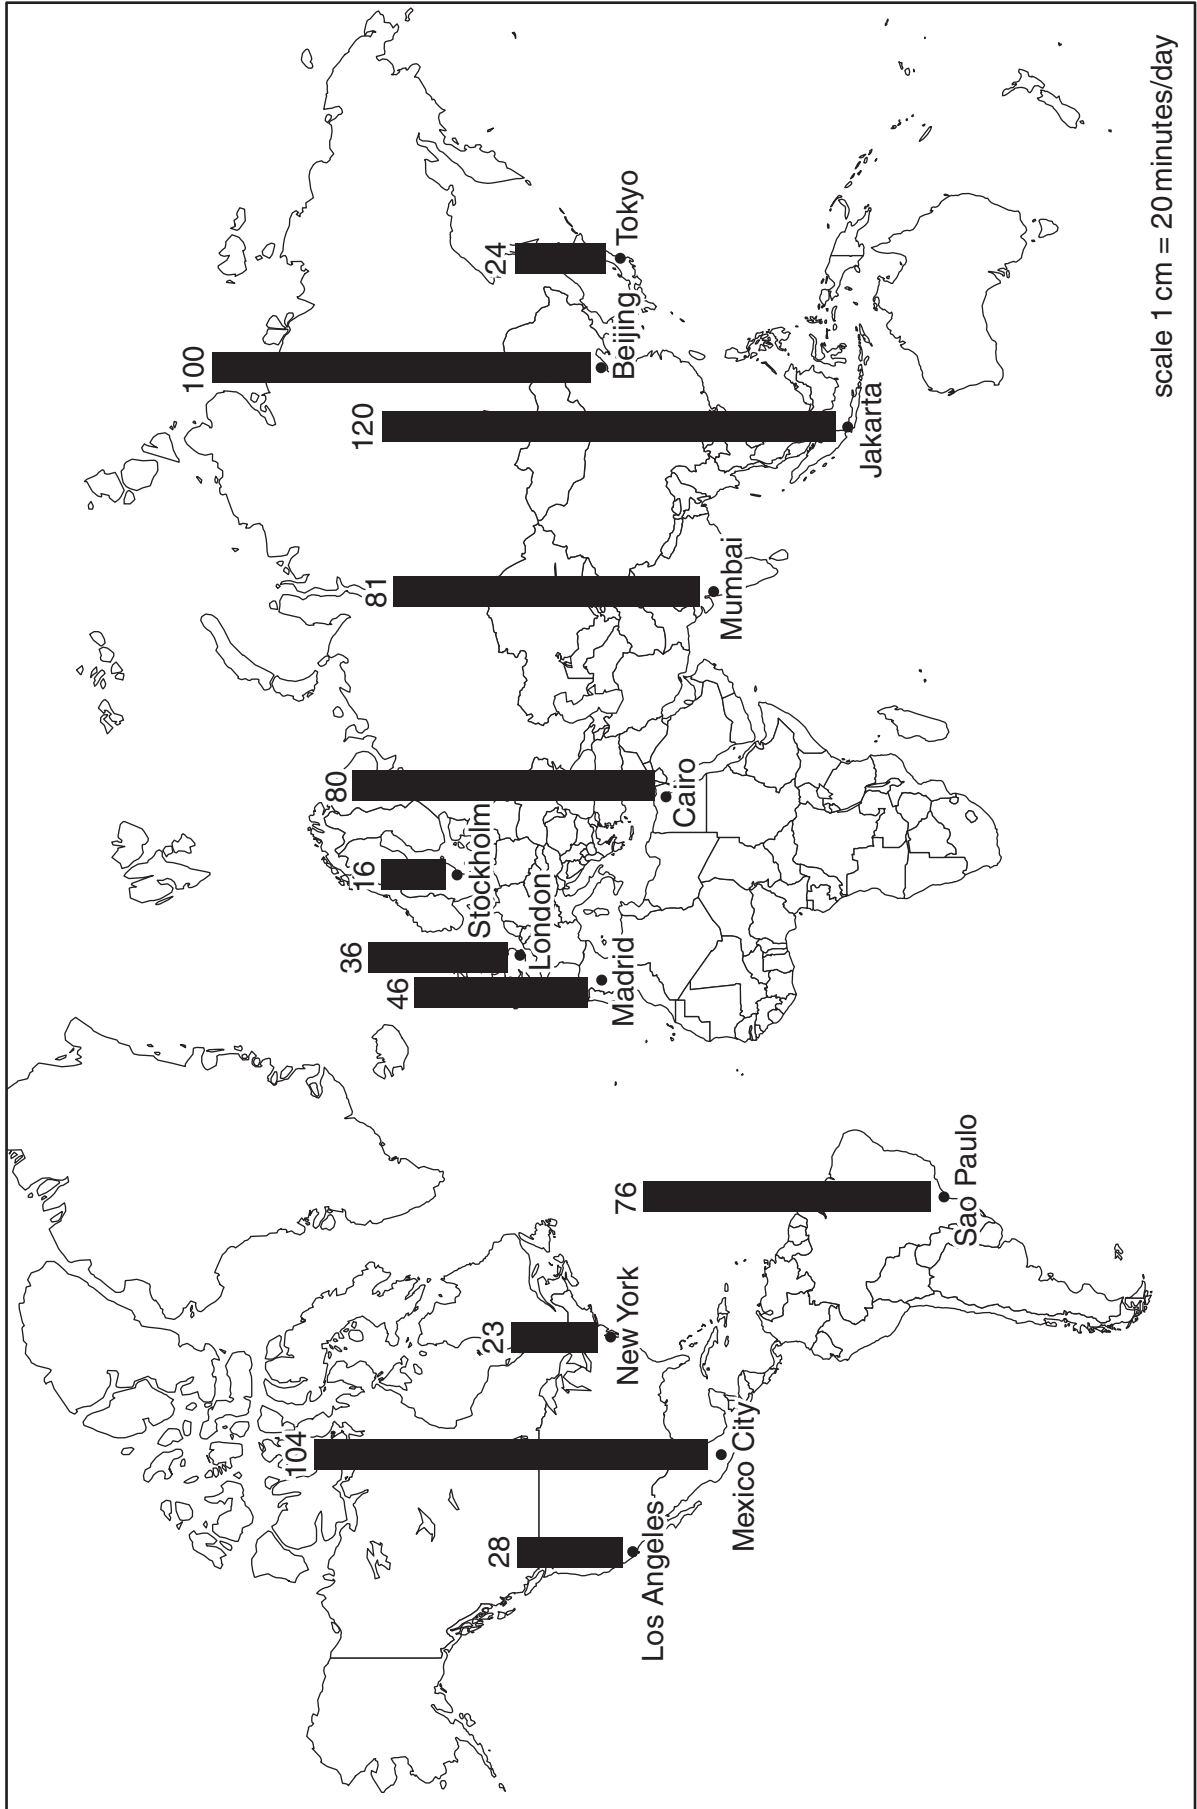 28
Los Angeles
104
Mexico City
23
New York
76
Sao Paulo
46
Madrid
36
London
16
Stockholm
80
Cairo
81
Mumbai
120
Jakarta
100
Beijing
24
Tokyo
scale 1 cm = 20 minutes/day